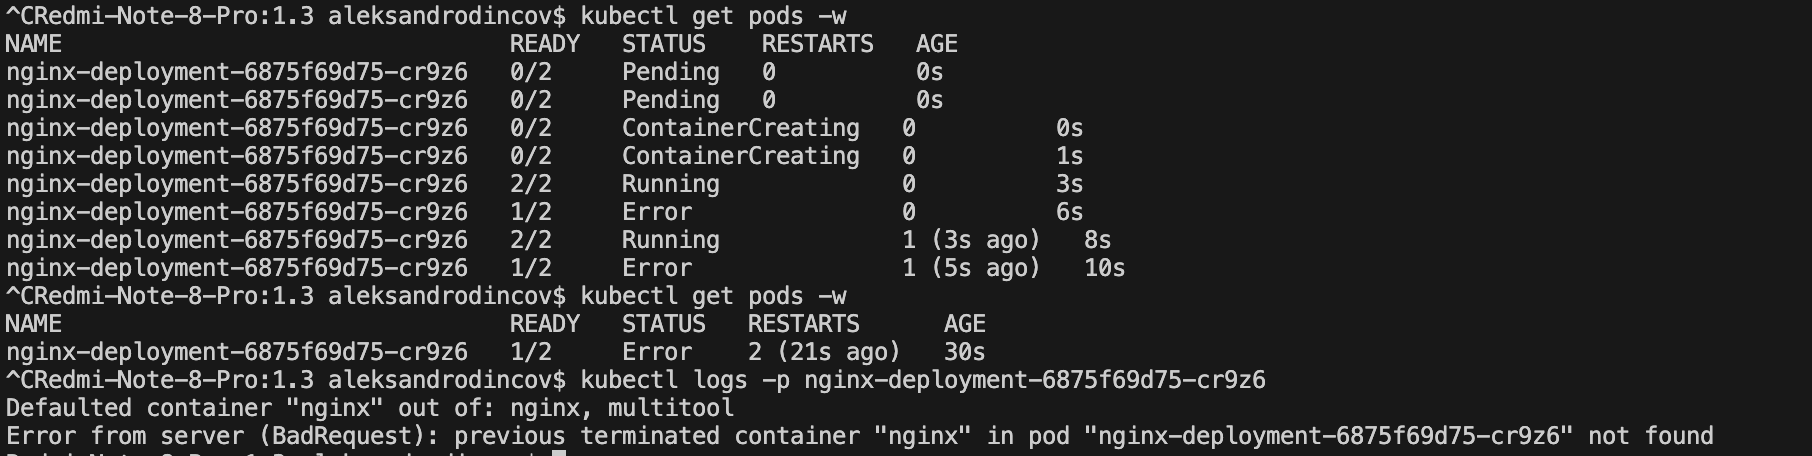 ^CRedmi-Note-8-Pro:1.3 aleksandrodincov$ kubectl get pods -w
NAME READY STATUS RESTARTS AGE
nginx-deployment-6875f69d75-cr9z6 0/2 Pending 0 0s
nginx-deployment-6875f69d75-cr9z6 0/2 Pending 0 0s
nginx-deployment-6875f69d75-cr9z6 0/2 ContainerCreating 0 0s
nginx-deployment-6875f69d75-cr9z6 0/2 ContainerCreating 0 1s
nginx-deployment-6875f69d75-cr9z6 2/2 Running 0 3s
nginx-deployment-6875f69d75-cr9z6 1/2 Error 0 6s
nginx-deployment-6875f69d75-cr9z6 2/2 Running 1 (3s ago) 8s
nginx-deployment-6875f69d75-cr9z6 1/2 Error 1 (5s ago) 10s
^CRedmi-Note-8-Pro:1.3 aleksandrodincov$ kubectl get pods -w
NAME READY STATUS RESTARTS AGE
nginx-deployment-6875f69d75-cr9z6 1/2 Error 2 (21s ago) 30s
^CRedmi-Note-8-Pro:1.3 aleksandrodincov$ kubectl logs -p nginx-deployment-6875f69d75-cr9z6
Defaulted container "nginx" out of: nginx, multitool
Error from server (BadRequest): previous terminated container "nginx" in pod "nginx-deployment-6875f69d75-cr9z6" not found